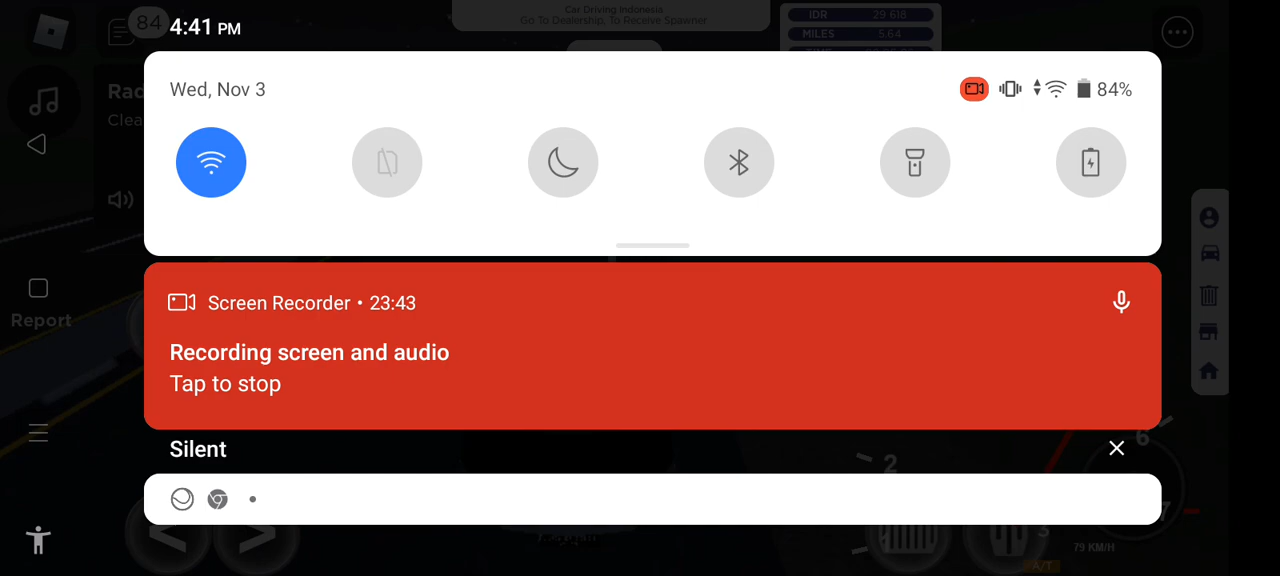 Car Driving Indonesia
Go To Dealership, To Receive Spawner
IDR 29 618
MILES 5.64
84
4:41 PM
Wed, Nov 3
84%
Rad
Clea
Screen Recorder • 23:43
Recording screen and audio
Tap to stop
Report
Silent
2
6
7
3
79 KM/H
A/T